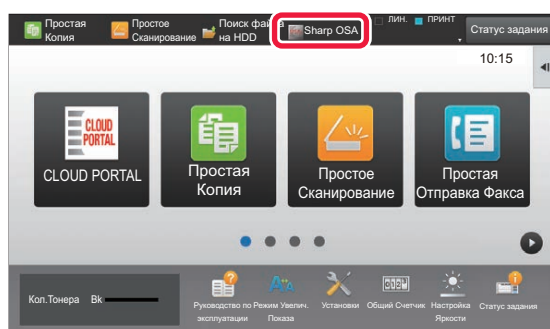 Простая Копия
Простое Сканирование
Поиск файла на HDD
Sharp OSA
ЛИН.
ПРИНТ
Статус задания
10:15
CLOUD PORTAL
CLOUD PORTAL
Простая Копия
Простое Сканирование
Простая Отправка Факса
Кол.Тонера Bk
Руководство по эксплуатации
Режим Увелич. Показа
Установки
Общий Счетчик
Настройка Яркости
Статус задания